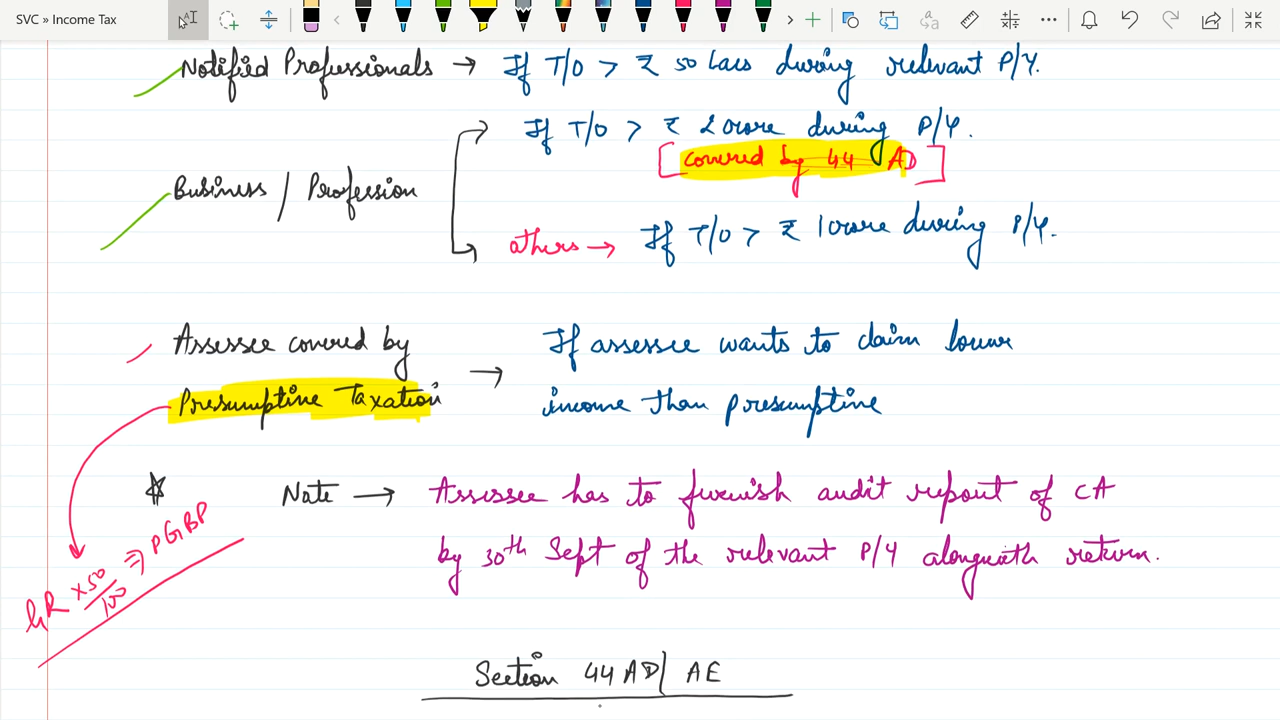 SVC » Income Tax
Notified Professionals → If T/O > ₹ 50 lacs during relevant P/Y.
If T/O > ₹ 2 crore during P/Y.
[covered by 44 AD]
Business / Profession
others → If T/O > ₹ 1 crore during P/Y.
Assessee covered by → If assessee wants to claim lower
Presumptive Taxation income than presumptive
Note → Assessee has to furnish audit report of CA
by 30th Sept of the relevant P/Y alongwith return.
GR × 50/100 ⇒ PGBP
Section 44 AD/ AE